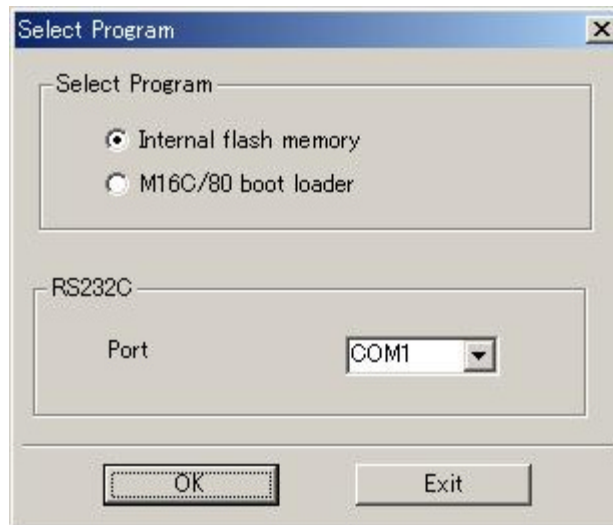 Select Program
Select Program
Internal flash memory
M16C/80 boot loader
RS232C
Port
COM1
OK
Exit